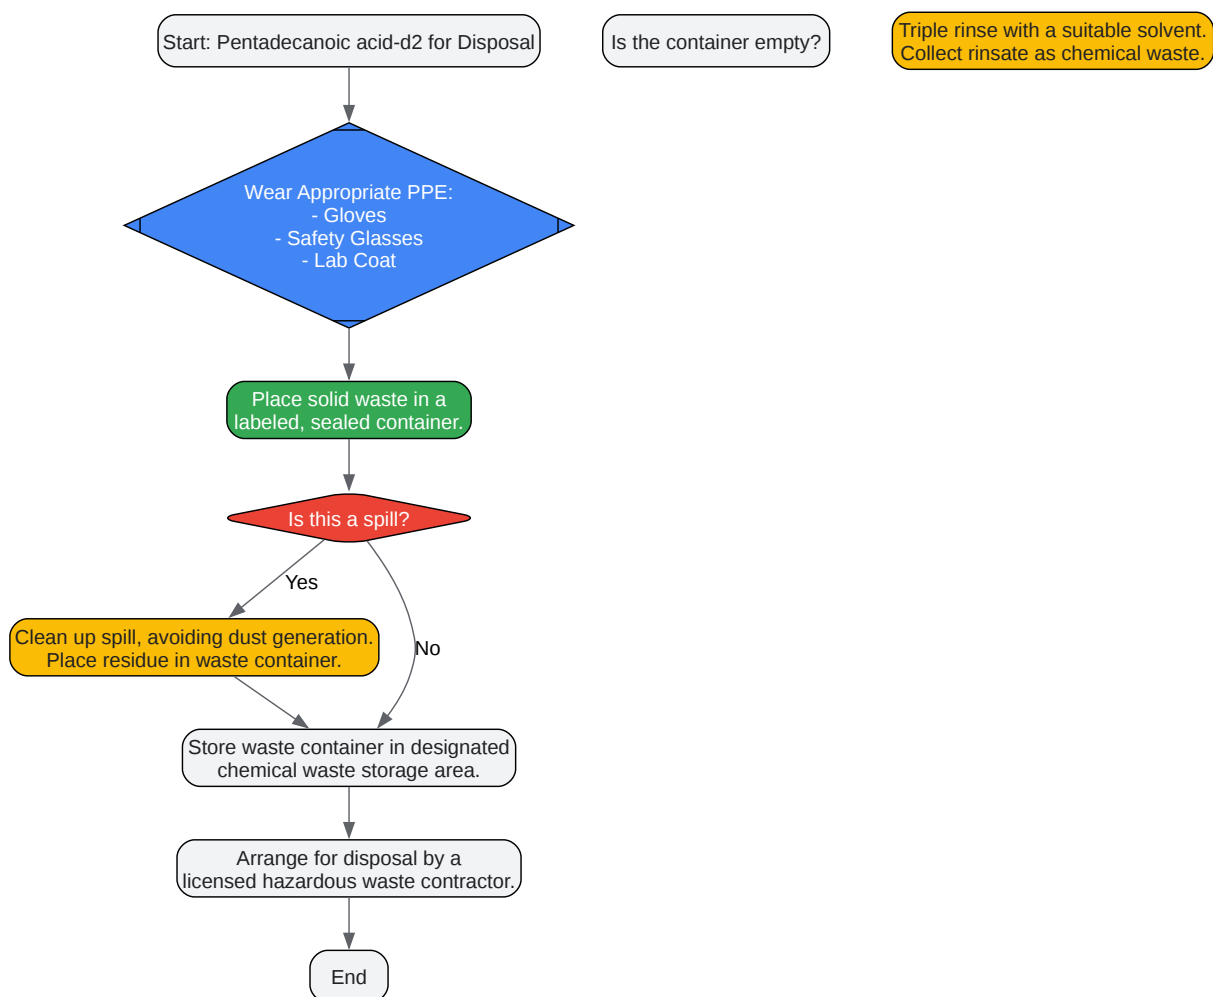 Start: Pentadecanoic acid-d2 for Disposal
Is the container empty?
Triple rinse with a suitable solvent.
Collect rinsate as chemical waste.
Wear Appropriate PPE:
- Gloves
- Safety Glasses
- Lab Coat
Place solid waste in a
labeled, sealed container.
Is this a spill?
Yes
Clean up spill, avoiding dust generation.
Place residue in waste container.
No
Store waste container in designated
chemical waste storage area.
Arrange for disposal by a
licensed hazardous waste contractor.
End